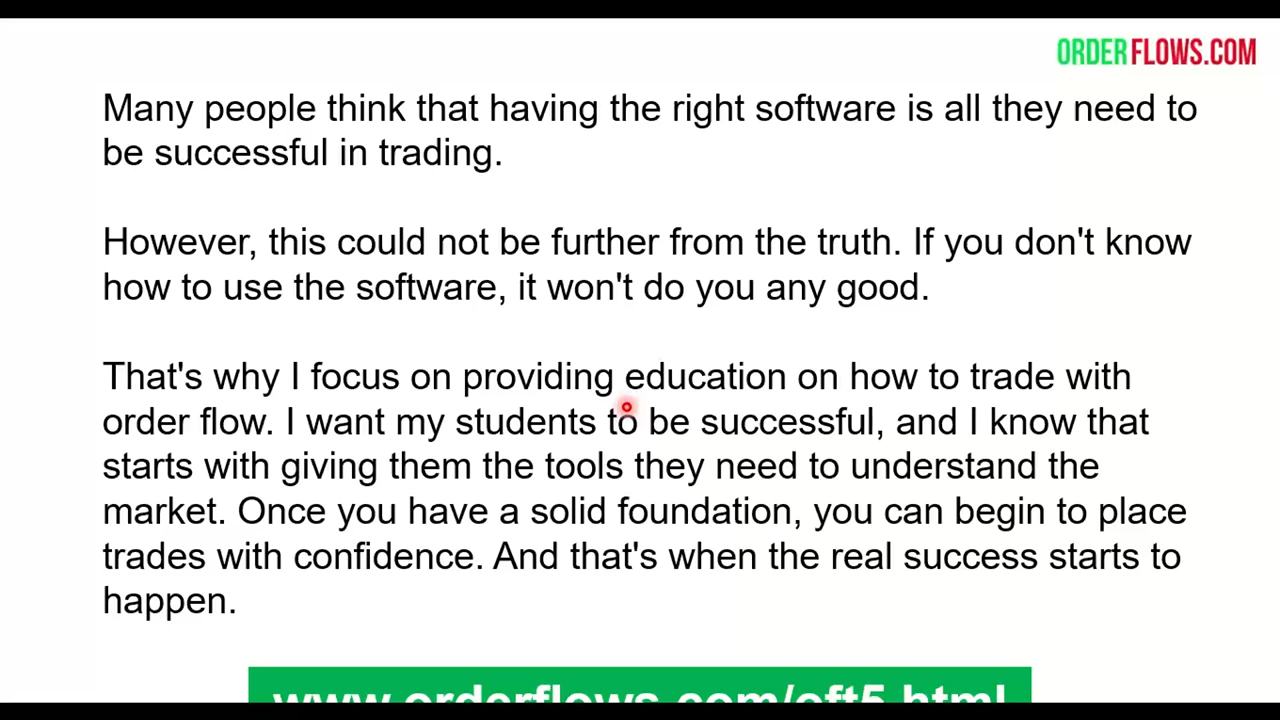 ORDERFLOWS.COM
Many people think that having the right software is all they need to
be successful in trading.
However, this could not be further from the truth. If you don't know
how to use the software, it won't do you any good.
That's why I focus on providing education on how to trade with
order flow. I want my students to be successful, and I know that
starts with giving them the tools they need to understand the
market. Once you have a solid foundation, you can begin to place
trades with confidence. And that's when the real success starts to
happen.
www.orderflows.com/oft5.html